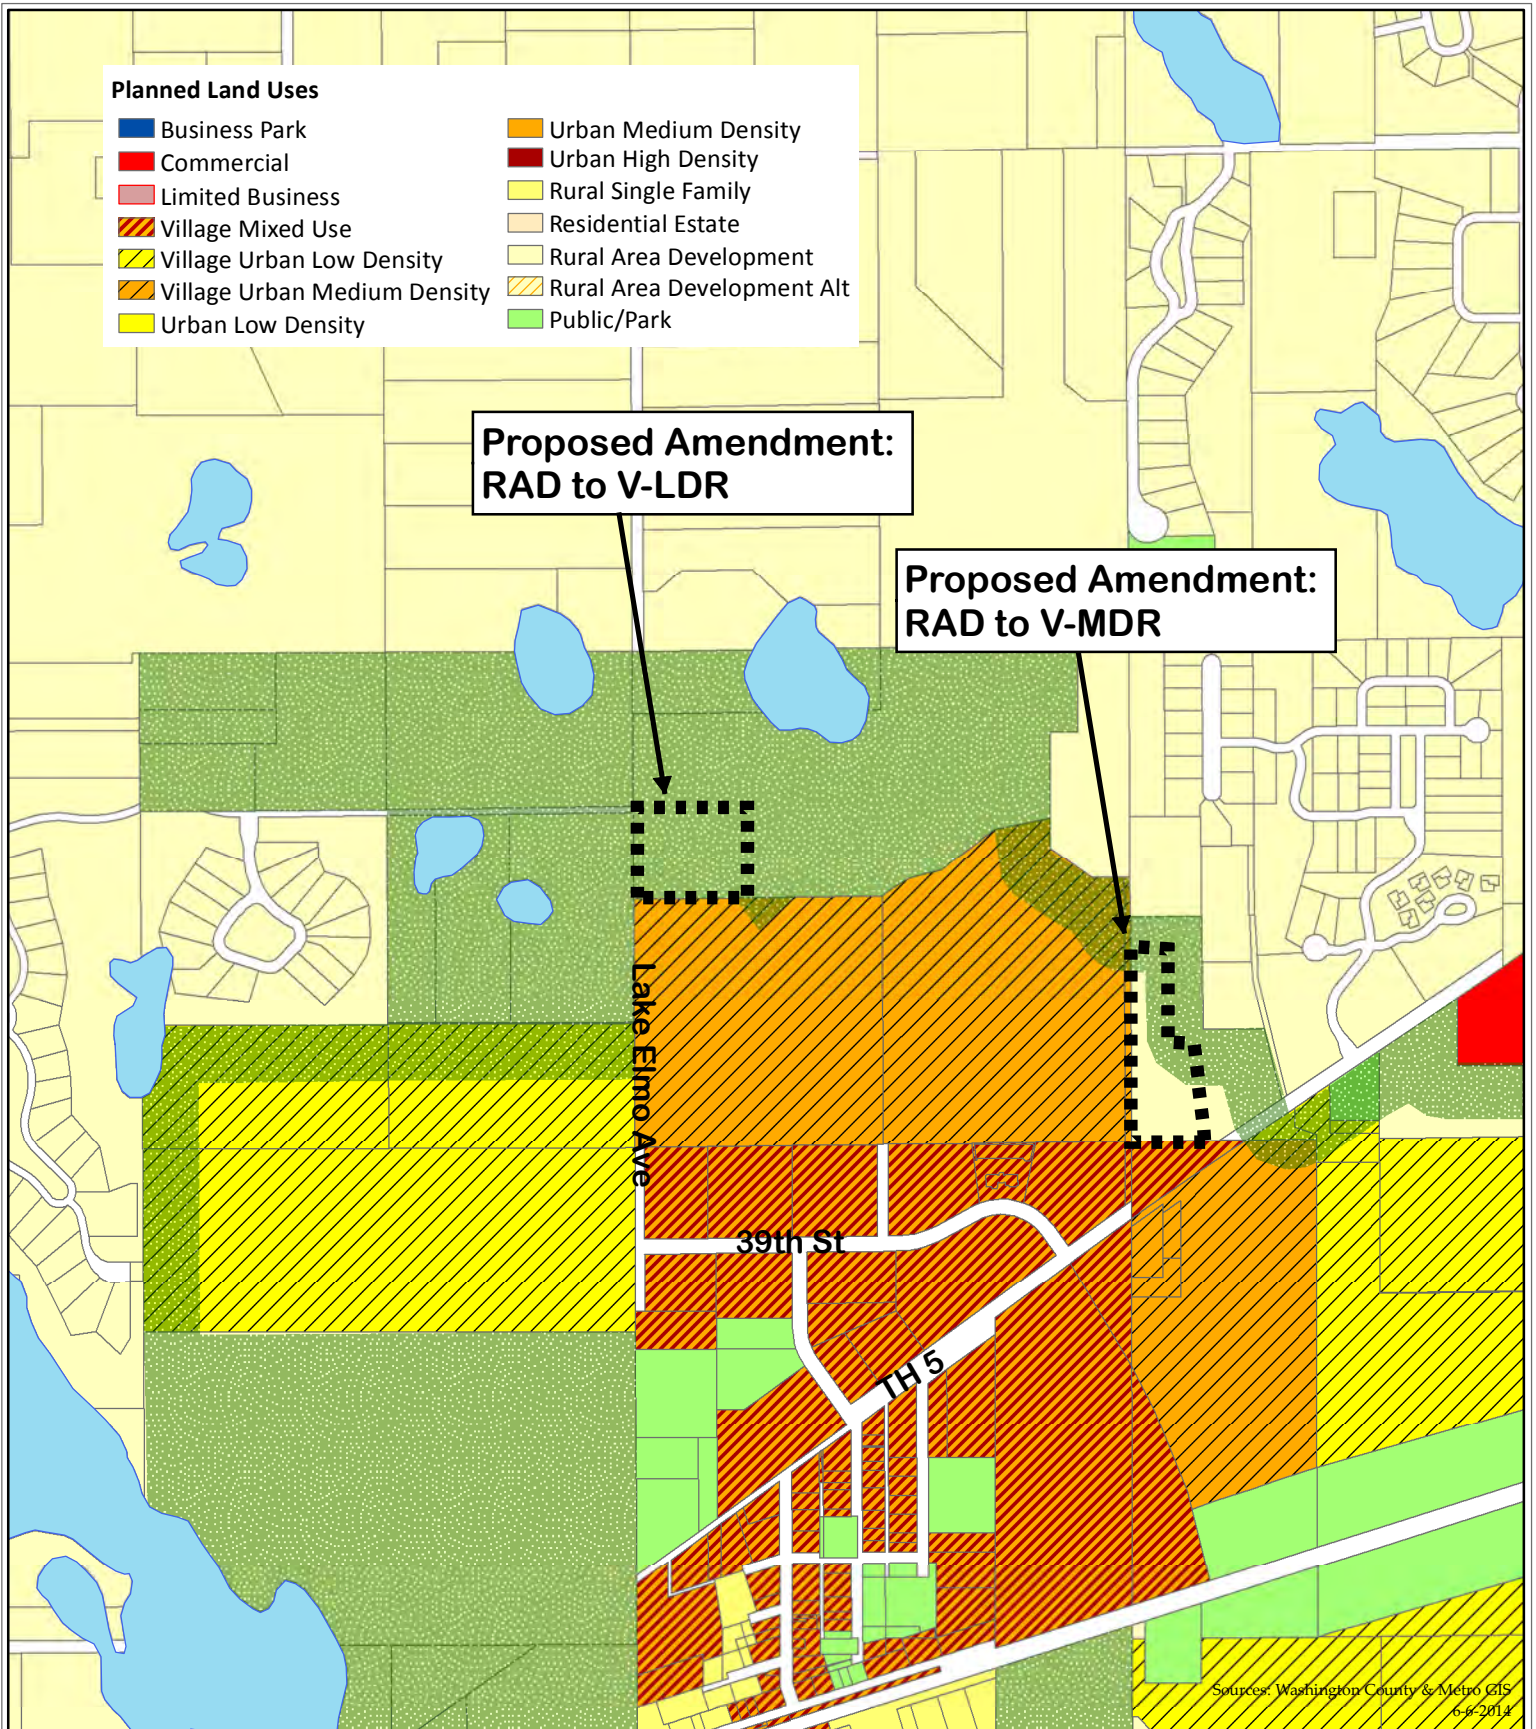 Planned Land Uses
Business Park
Commercial
Limited Business
Village Mixed Use
Village Urban Low Density
Village Urban Medium Density
Urban Low Density
Urban Medium Density
Urban High Density
Rural Single Family
Residential Estate
Rural Area Development
Rural Area Development Alt
Public/Park
Proposed Amendment:
RAD to V-LDR
Proposed Amendment:
RAD to V-MDR
Lake Elmo Ave
39th St
TH 5
Sources: Washington County & Metro GIS
6-6-2014